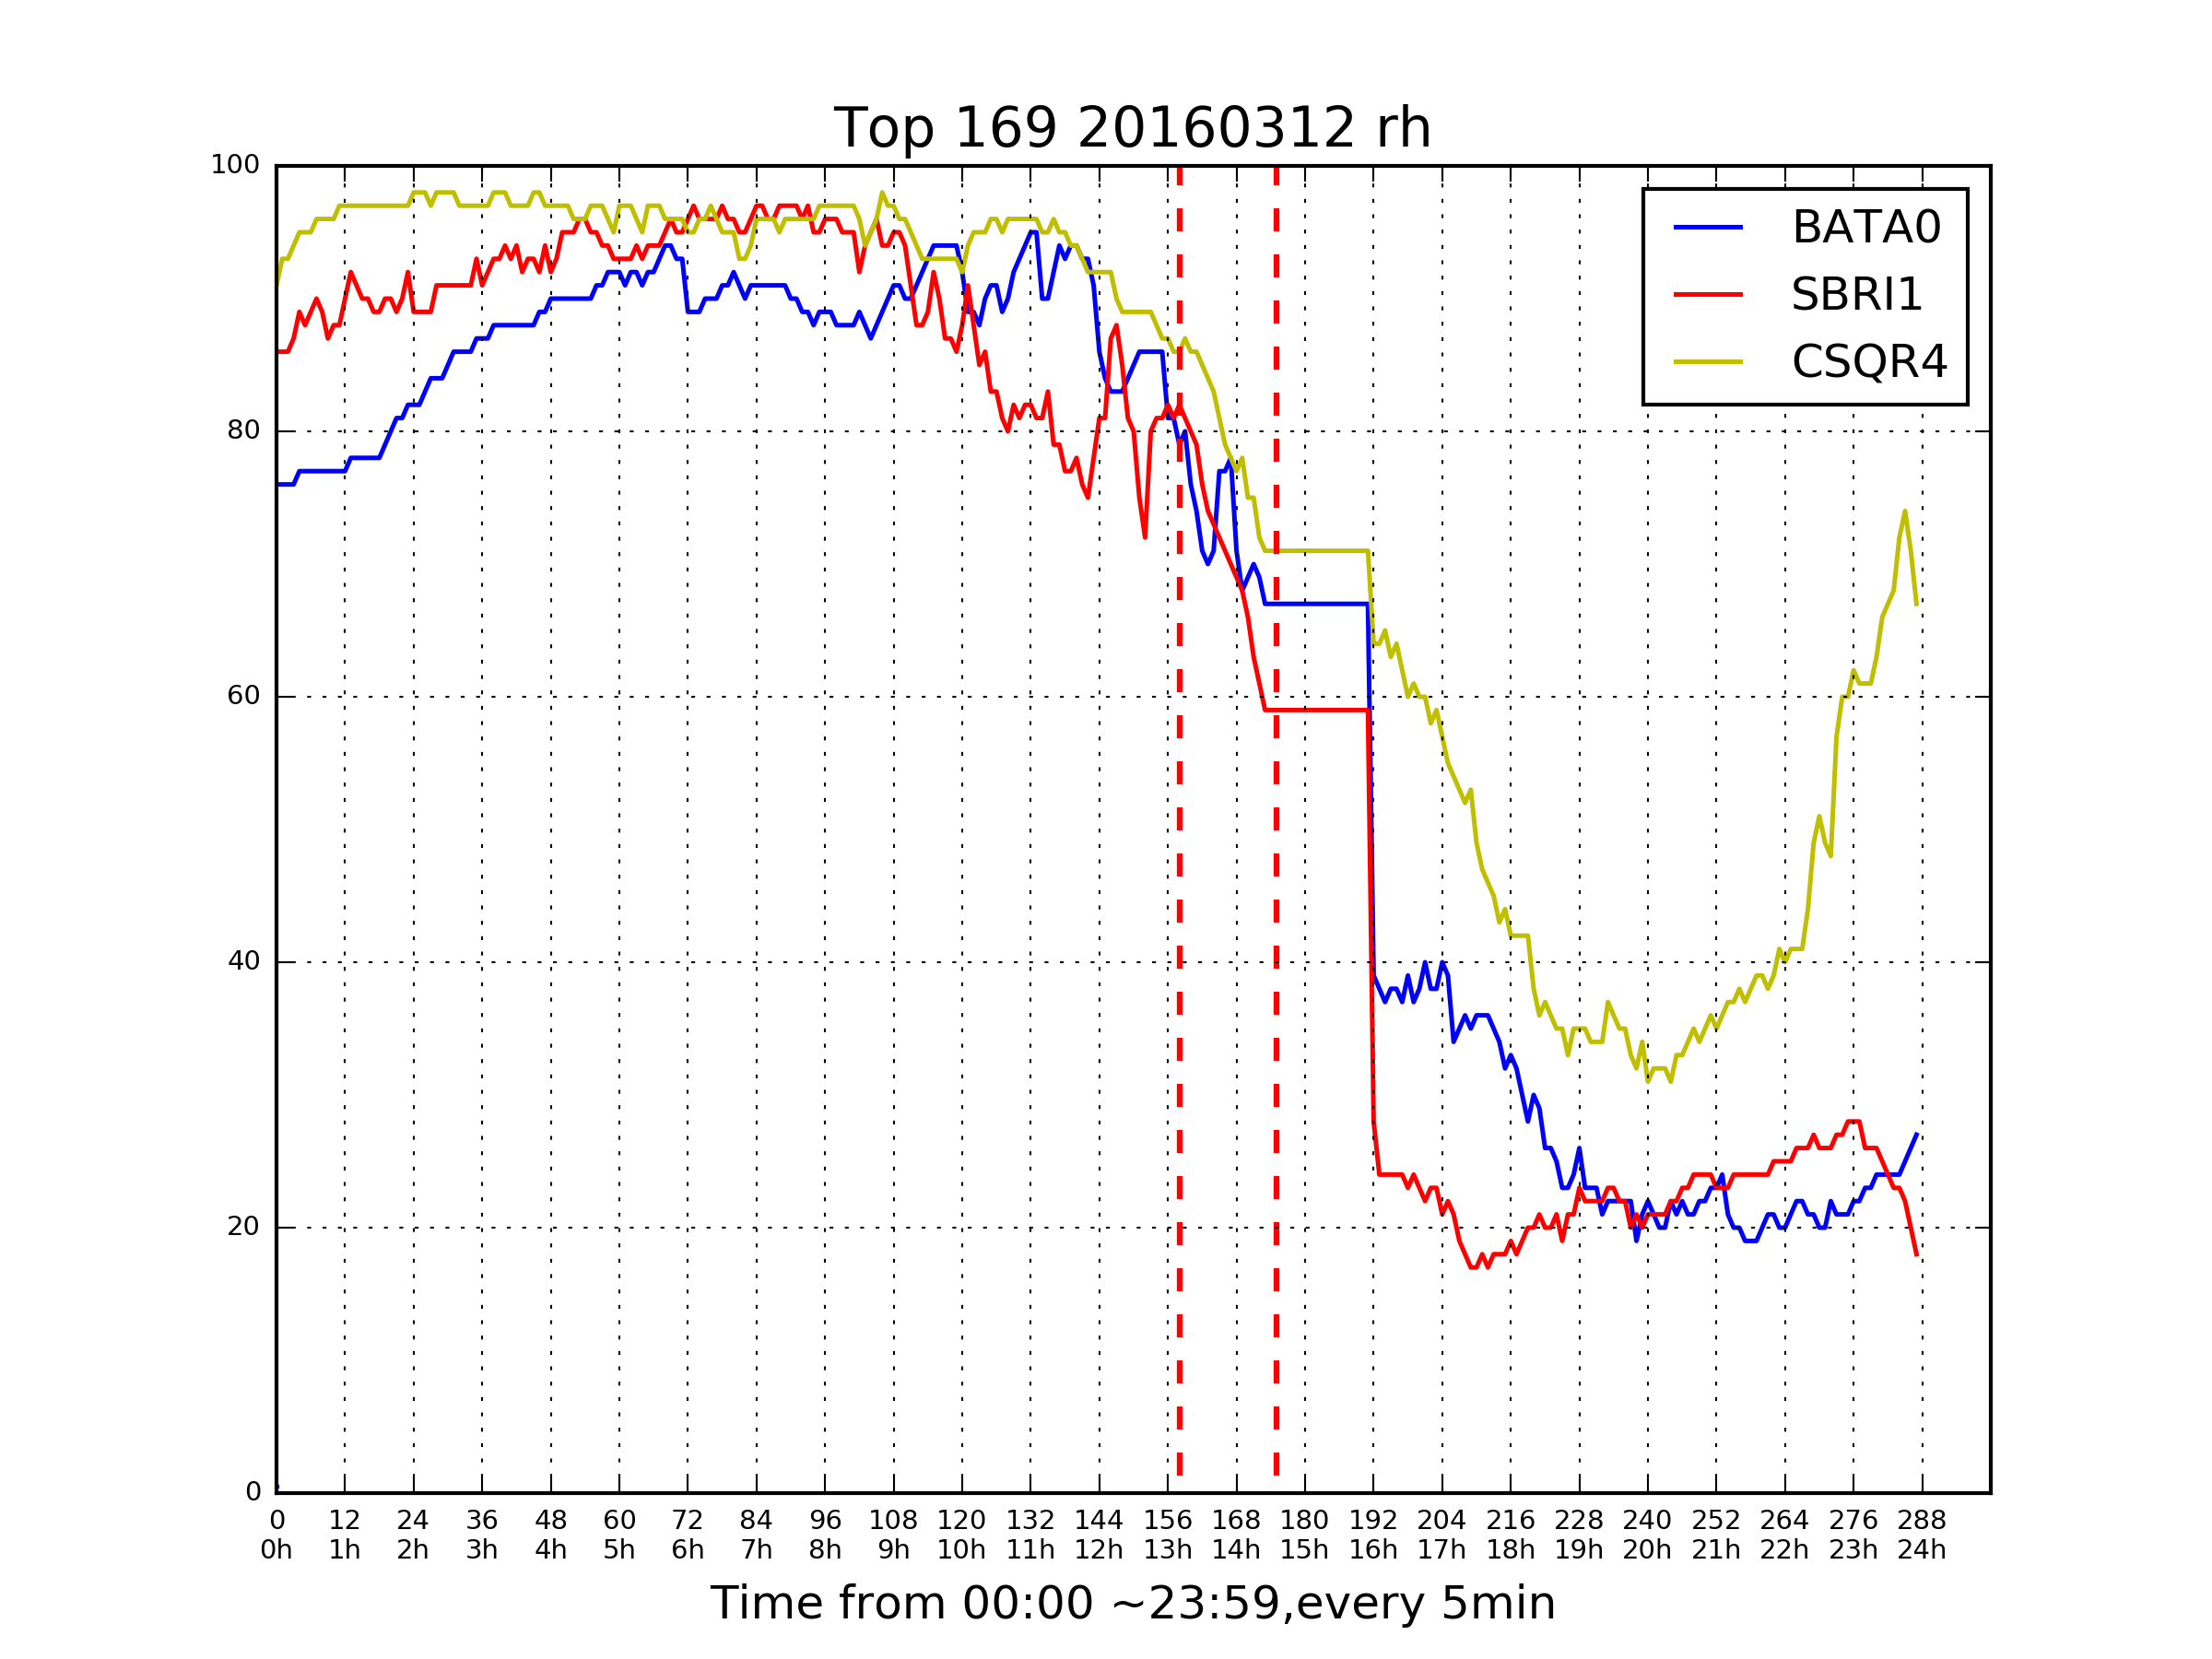 Top 169 20160312 rh
BATA0
SBRI1
CSQR4
100
80
60
40
20
0
0 12 24 36 48 60 72 84 96 108 120 132 144 156 168 180 192 204 216 228 240 252 264 276 288
0h 1h 2h 3h 4h 5h 6h 7h 8h 9h 10h 11h 12h 13h 14h 15h 16h 17h 18h 19h 20h 21h 22h 23h 24h
Time from 00:00 ~23:59,every 5min